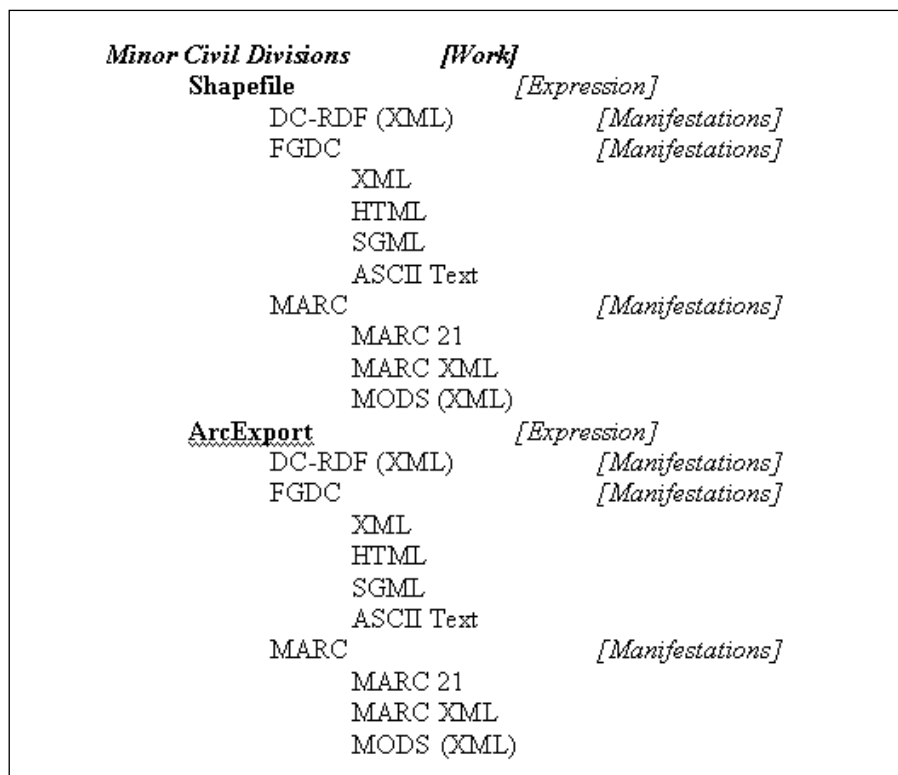 Minor Civil Divisions [Work]
Shapefile [Expression]
DC-RDF (XML) [Manifestations]
FGDC [Manifestations]
XML
HTML
SGML
ASCII Text
MARC [Manifestations]
MARC 21
MARC XML
MODS (XML)
ArcExport [Expression]
DC-RDF (XML) [Manifestations]
FGDC [Manifestations]
XML
HTML
SGML
ASCII Text
MARC [Manifestations]
MARC 21
MARC XML
MODS (XML)